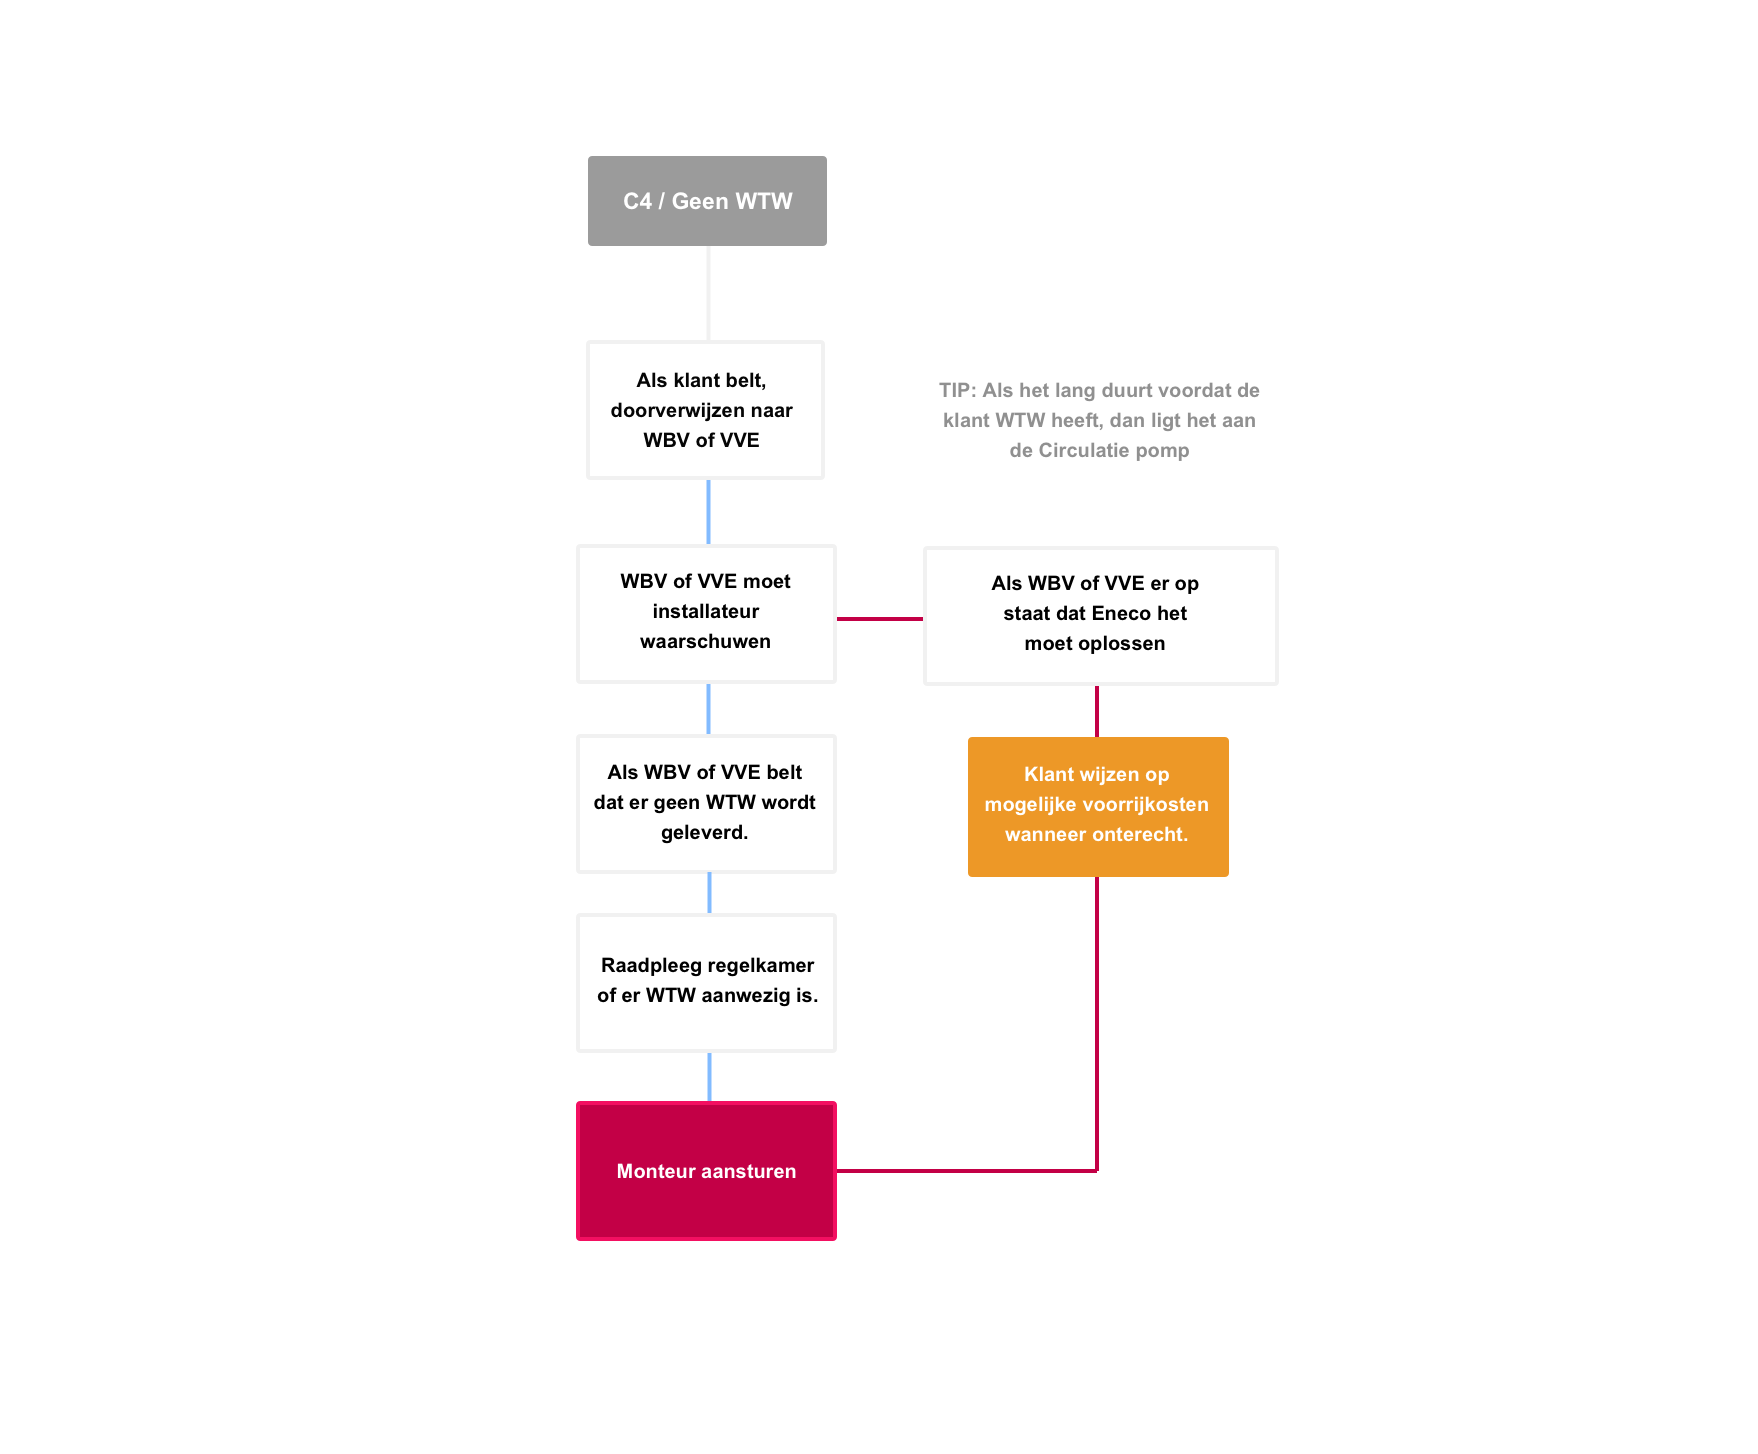 C4 / Geen WTW
Als klant belt,
doorverwijzen naar
WBV of VVE
TIP: Als het lang duurt voordat de
klant WTW heeft, dan ligt het aan
de Circulatie pomp
WBV of VVE moet
installateur
waarschuwen
Als WBV of VVE er op
staat dat Eneco het
moet oplossen
Als WBV of VVE belt
dat er geen WTW wordt
geleverd.
Klant wijzen op
mogelijke voorrijkosten
wanneer onterecht.
Raadpleeg regelkamer
of er WTW aanwezig is.
Monteur aansturen